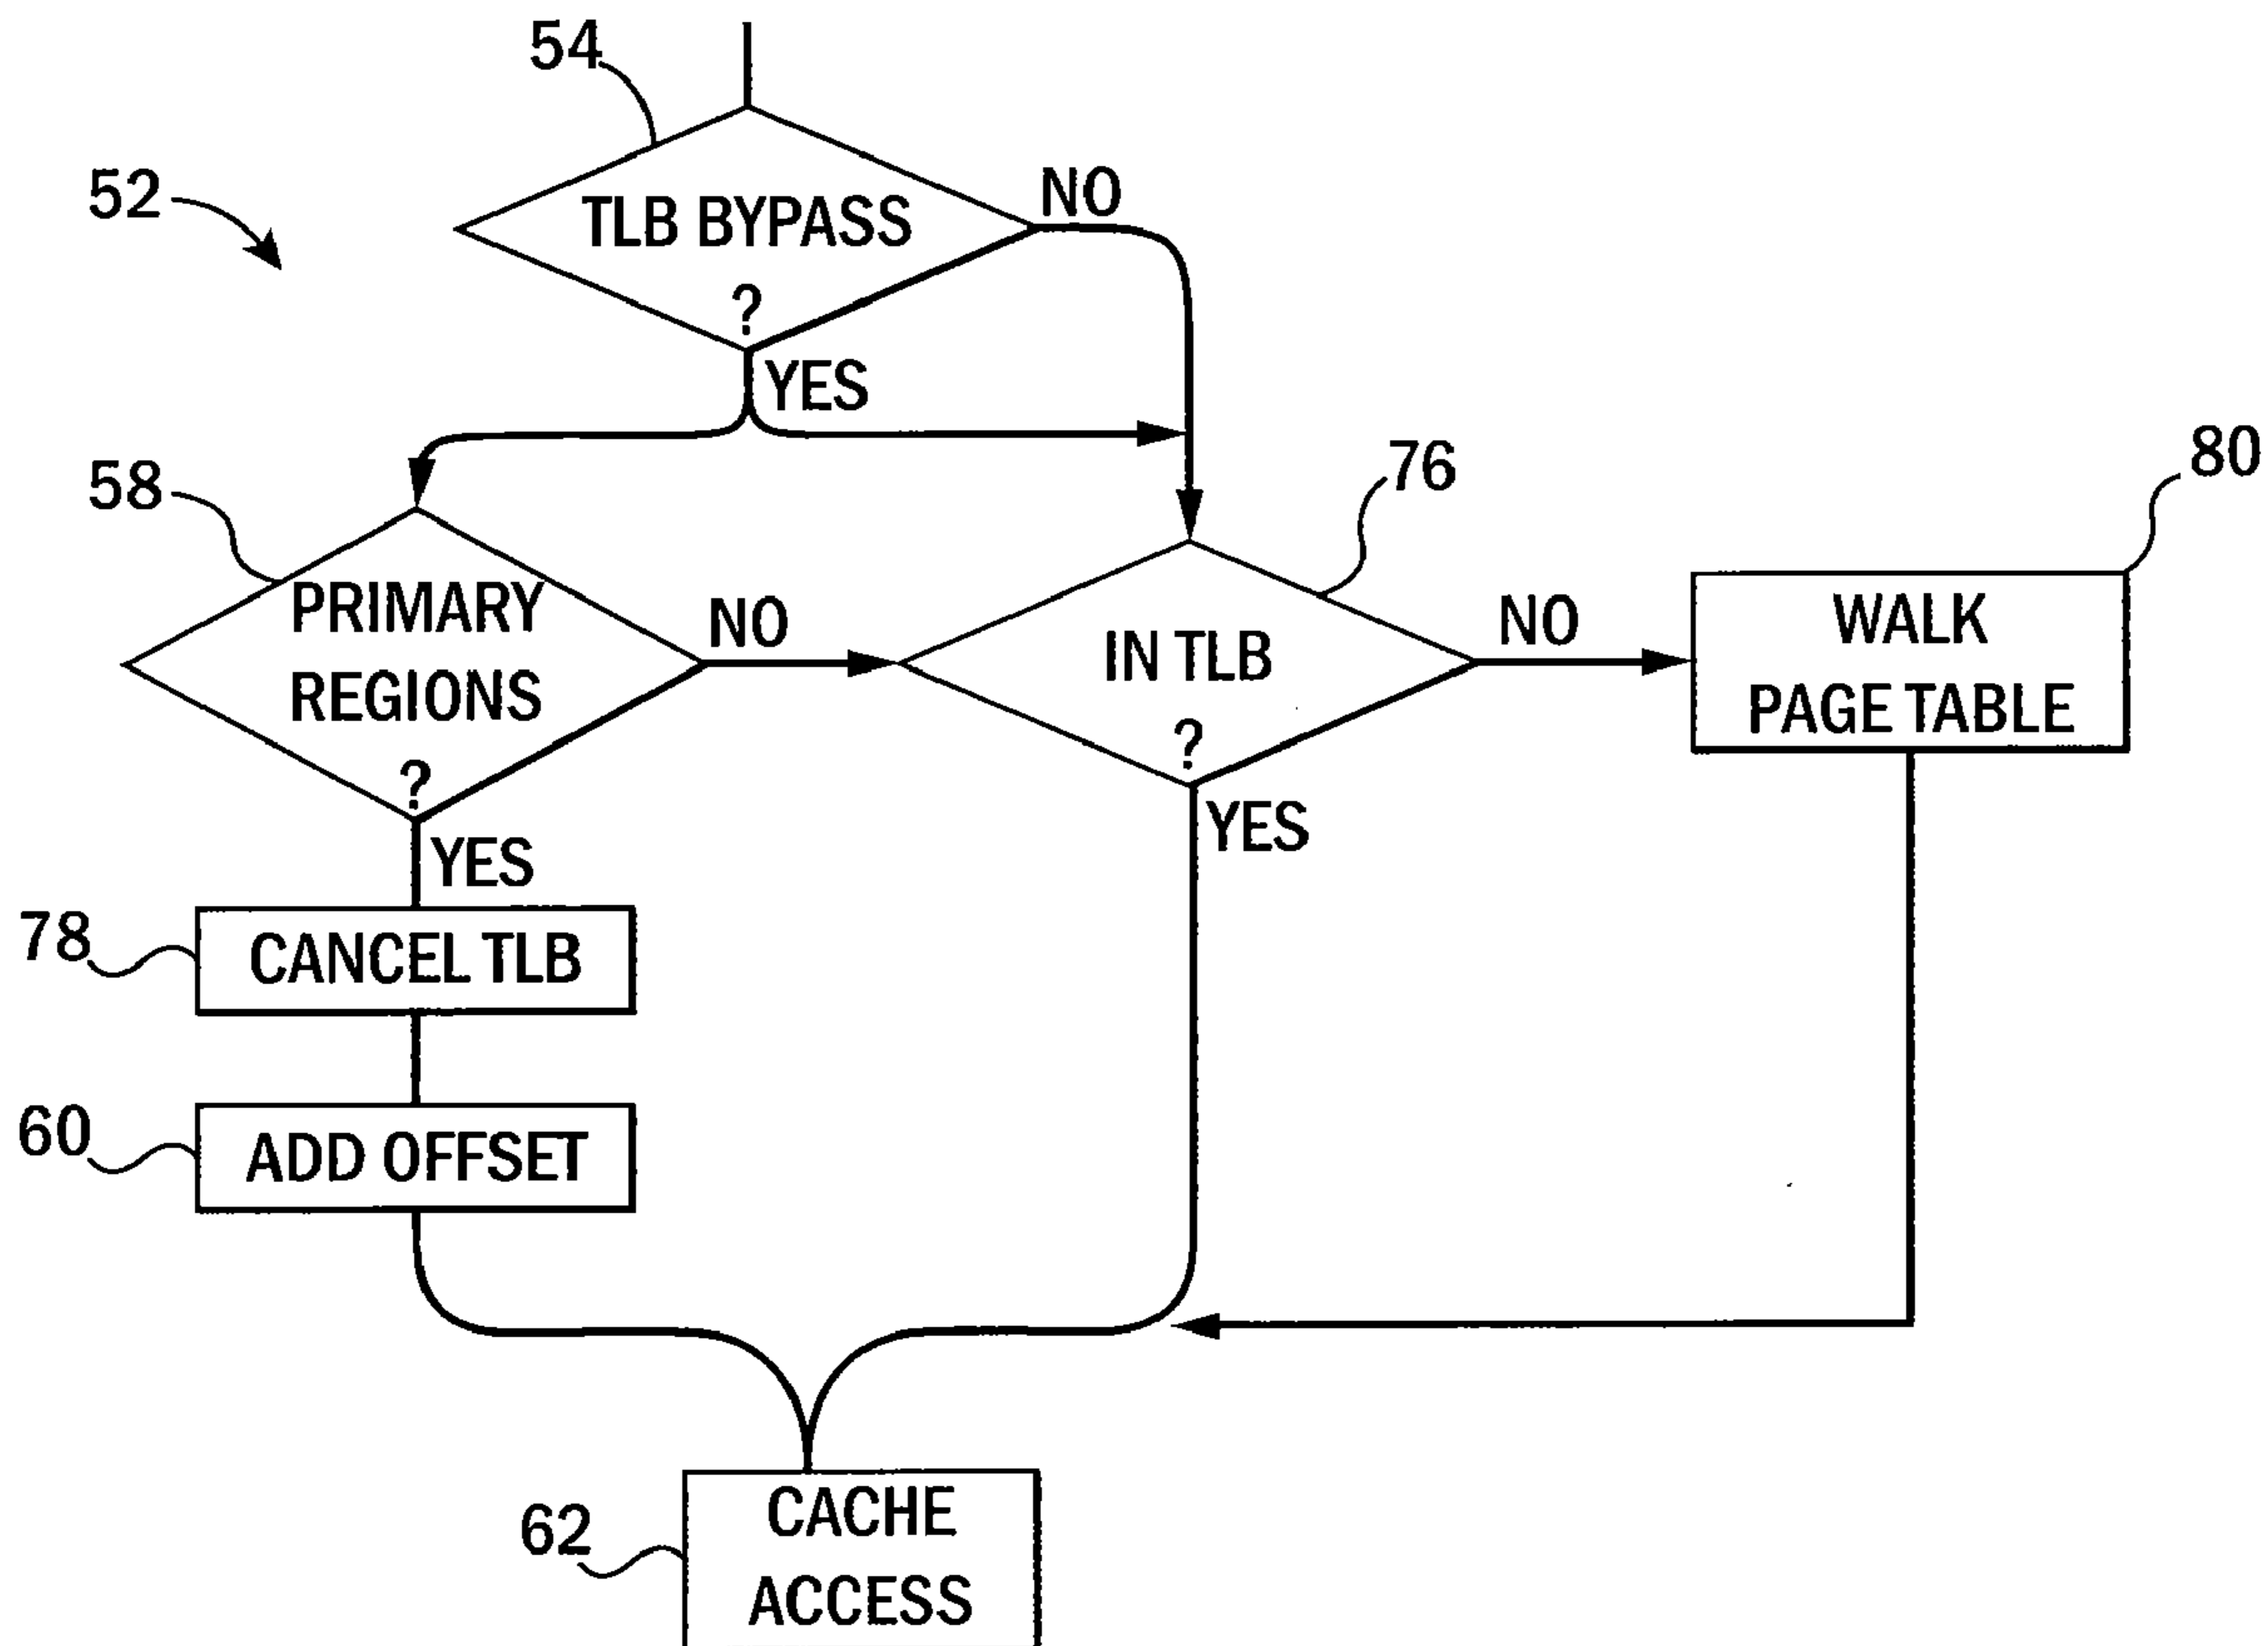 54
52
TLB BYPASS
?
NO
YES
58
76
80
PRIMARY
REGIONS
?
NO
IN TLB
?
NO
WALK
PAGE TABLE
YES
YES
78
CANCEL TLB
60
ADD OFFSET
62
CACHE
ACCESS